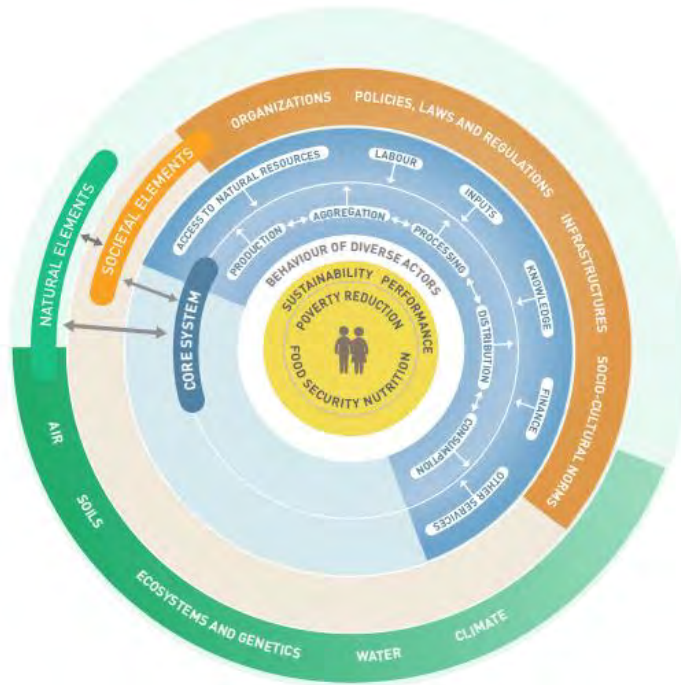 NATURAL ELEMENTS
SOCIETAL ELEMENTS
CORE SYSTEM
ORGANIZATIONS
POLICIES, LAWS AND REGULATIONS
INFRASTRUCTURES
SOCIO-CULTURAL NORMS
ACCESS TO NATURAL RESOURCES
LABOUR
INPUTS
KNOWLEDGE
FINANCE
OTHER SERVICES
PRODUCTION
AGGREGATION
PROCESSING
DISTRIBUTION
CONSUMPTION
BEHAVIOUR OF DIVERSE ACTORS
SUSTAINABILITY PERFORMANCE
POVERTY REDUCTION
FOOD SECURITY NUTRITION
AIR
SOILS
ECOSYSTEMS AND GENETICS
WATER
CLIMATE